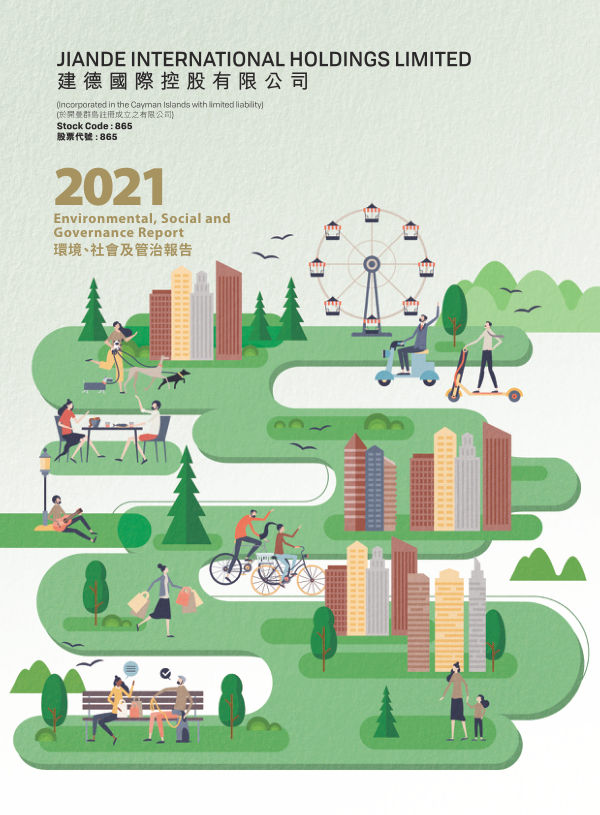 JIANDE INTERNATIONAL HOLDINGS LIMITED
建德國際控股有限公司
(Incorporated in the Cayman Islands with limited liability)
(於開曼群島註冊成立之有限公司)
Stock Code : 865
股票代號 : 865
2021
Environmental, Social and
Governance Report
環境、社會及管治報告